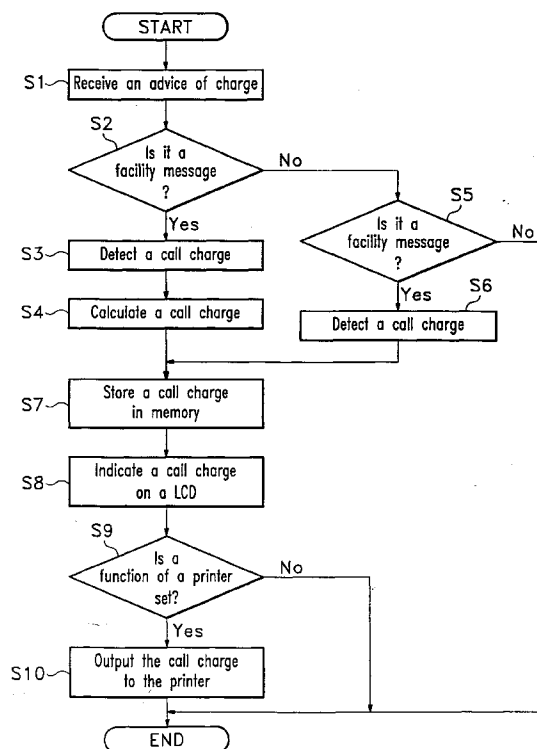 START
S1
Receive an advice of charge
S2
Is it a
facility message
?
No
Yes
S5
Is it a
facility message
?
No
Yes
S3
Detect a call charge
S6
Detect a call charge
S4
Calculate a call charge
S7
Store a call charge
in memory
S8
Indicate a call charge
on a LCD
S9
Is a
function of a printer
set?
No
Yes
S10
Output the call charge
to the printer
END